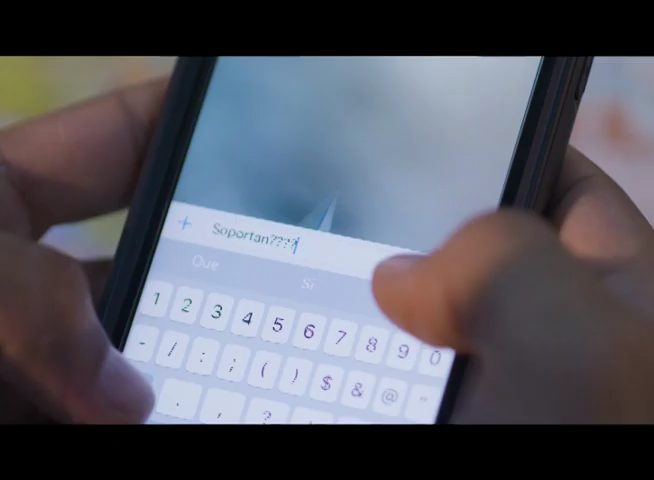 + Soportan????
Que Si
1 2 3 4 5 6 7 8 9 0
- / : ; ( ) $ & @ "
. , ?